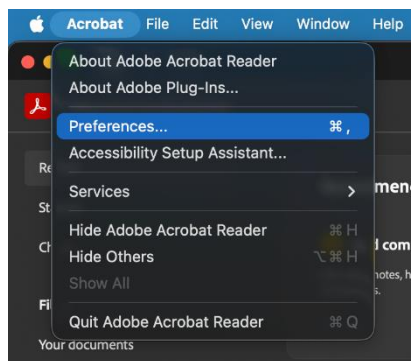 Acrobat File Edit View Window Help
About Adobe Acrobat Reader
About Adobe Plug-Ins...
Preferences... ⌘ ,
Accessibility Setup Assistant...
Services >
Hide Adobe Acrobat Reader ⌘ H
Hide Others ⌥ ⌘ H
Show All
Quit Adobe Acrobat Reader ⌘ Q
Your documents